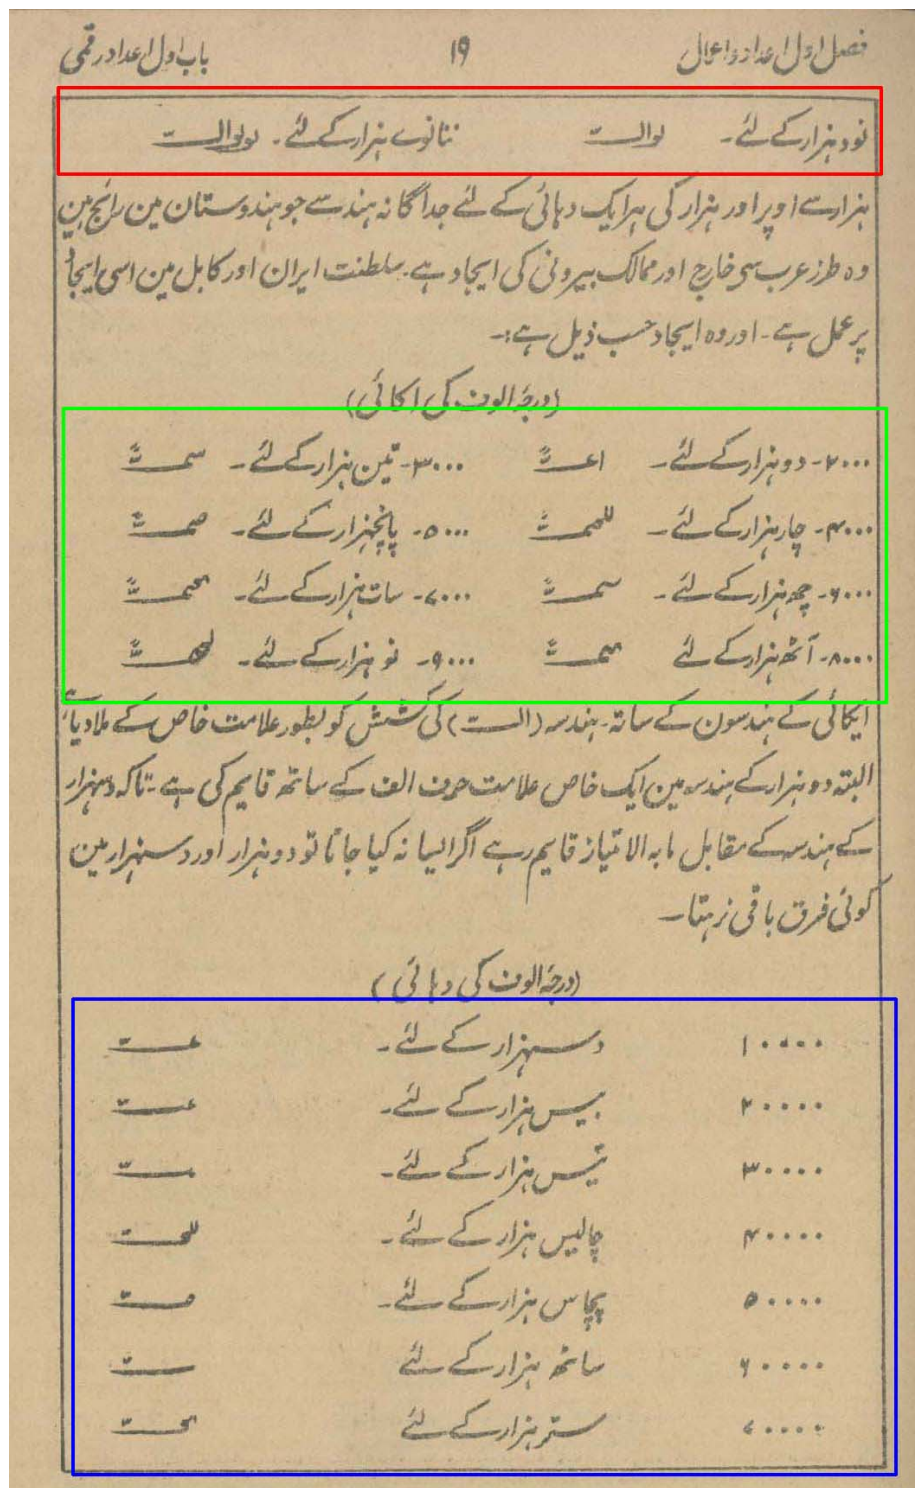 فصل اول اعداد و اعمال ۱۹ باب اول اعداد رقمی
نود ہزار کے لئے۔ ننانوے ہزار کے لئے۔
ہزار سے اوپر اور ہزار کی ہر ایک دہائی کے لئے جداگانہ ہندسے جو ہندوستان مین رائج ہین
وہ طرز عرب سی خارج اور ممالک بیرونی کی ایجاد ہے۔ سلطنت ایران اور کابل مین اسی ایجاد
پر عمل ہے۔ اور وہ ایجاد حسب ذیل ہے:۔
(درجۂ الوف کی اکائی)
۲۰۰۰۔ دو ہزار کے لئے۔ ۳۰۰۰۔ تین ہزار کے لئے۔
۴۰۰۰۔ چار ہزار کے لئے۔ ۵۰۰۰۔ پانچہزار کے لئے۔
۶۰۰۰۔ چھ ہزار کے لئے۔ ۷۰۰۰۔ سات ہزار کے لئے۔
۸۰۰۰۔ آٹھ ہزار کے لئے ۹۰۰۰۔ نو ہزار کے لئے۔
ایکائی کے ہندسون کے ساتہ۔ ہندسہ (الت) کی کشش کو بطور علامت خاص کے ملا دیا ہے
البتہ دو ہزار کے ہندسہ مین ایک خاص علامت حرف الف کے ساتھ قایم کی ہے۔ تاکہ دسہزار
کے ہندسہ کے مقابل مابہ الامتیاز قایم رہے اگر ایسا نہ کیا جاتا تو دو ہزار اور دسہزار مین
کوئی فرق باقی نرہتا۔
(درجۂ الوف کی دہائی)
۱۰۰۰۰ دسہزار کے لئے۔
۲۰۰۰۰ بیس ہزار کے لئے۔
۳۰۰۰۰ تیس ہزار کے لئے۔
۴۰۰۰۰ چالیس ہزار کے لئے۔
۵۰۰۰۰ پچاس ہزار کے لئے۔
۶۰۰۰۰ ساٹھ ہزار کے لئے
۷۰۰۰۰ ستر ہزار کے لئے